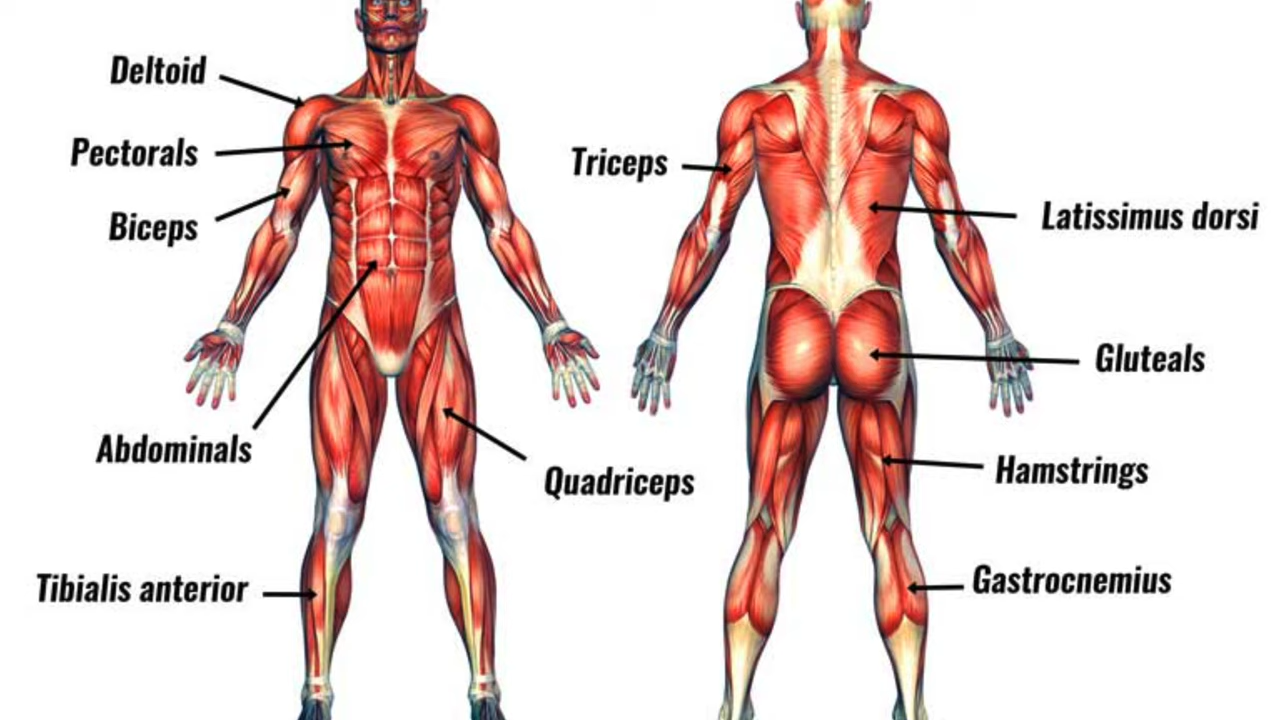 Deltoid
Pectorals
Biceps
Abdominals
Quadriceps
Tibialis anterior
Triceps
Latissimus dorsi
Gluteals
Hamstrings
Gastrocnemius